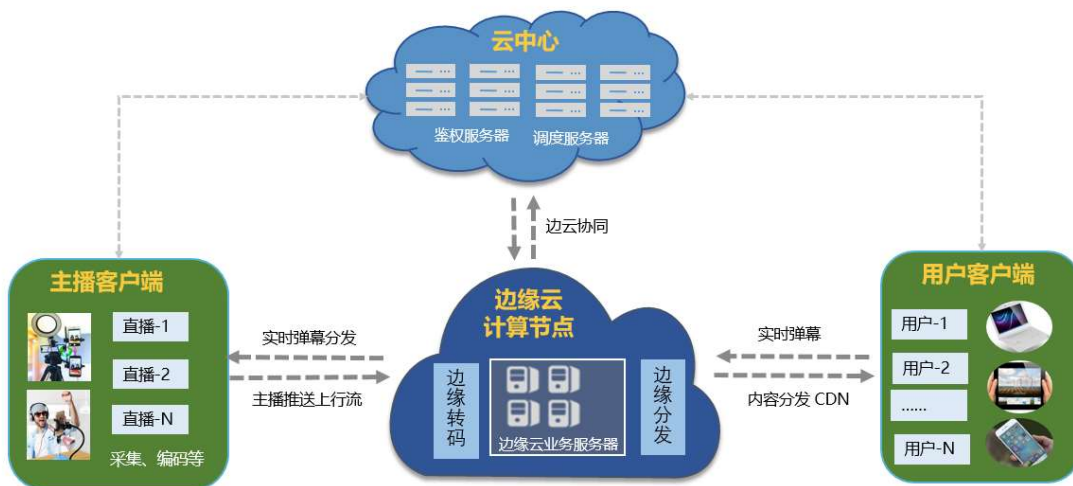 云中心
鉴权服务器
调度服务器
边云协同
主播客户端
直播-1
直播-2
直播-N
采集、编码等
实时弹幕分发
主播推送上行流
边缘云
计算节点
边缘转码
边缘云业务服务器
边缘分发
实时弹幕
内容分发 CDN
用户客户端
用户-1
用户-2
......
用户-N